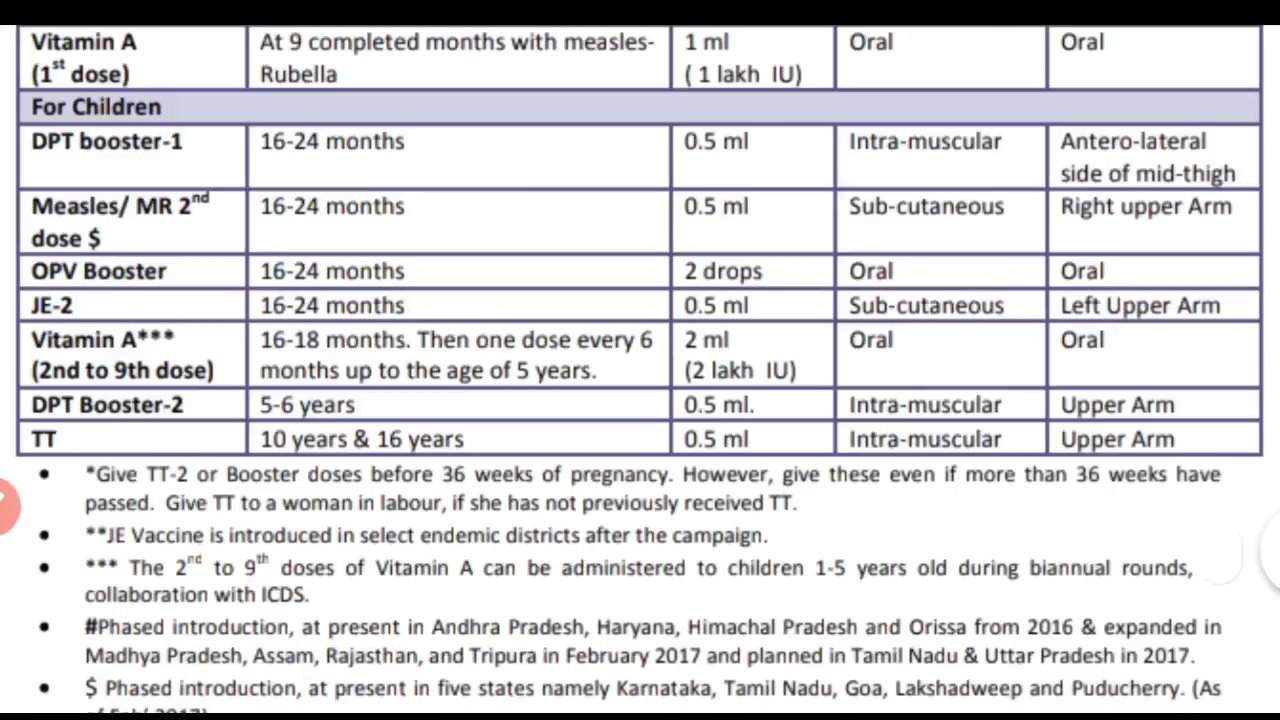 Vitamin A At 9 completed months with measles- 1 ml Oral Oral
(1st dose) Rubella ( 1 lakh IU)
For Children
DPT booster-1 16-24 months 0.5 ml Intra-muscular Antero-lateral
side of mid-thigh
Measles/ MR 2nd 16-24 months 0.5 ml Sub-cutaneous Right upper Arm
dose $
OPV Booster 16-24 months 2 drops Oral Oral
JE-2 16-24 months 0.5 ml Sub-cutaneous Left Upper Arm
Vitamin A*** 16-18 months. Then one dose every 6 2 ml Oral Oral
(2nd to 9th dose) months up to the age of 5 years. (2 lakh IU)
DPT Booster-2 5-6 years 0.5 ml. Intra-muscular Upper Arm
TT 10 years & 16 years 0.5 ml Intra-muscular Upper Arm
• *Give TT-2 or Booster doses before 36 weeks of pregnancy. However, give these even if more than 36 weeks have
passed. Give TT to a woman in labour, if she has not previously received TT.
• **JE Vaccine is introduced in select endemic districts after the campaign.
• *** The 2nd to 9th doses of Vitamin A can be administered to children 1-5 years old during biannual rounds,
collaboration with ICDS.
• #Phased introduction, at present in Andhra Pradesh, Haryana, Himachal Pradesh and Orissa from 2016 & expanded in
Madhya Pradesh, Assam, Rajasthan, and Tripura in February 2017 and planned in Tamil Nadu & Uttar Pradesh in 2017.
• $ Phased introduction, at present in five states namely Karnataka, Tamil Nadu, Goa, Lakshadweep and Puducherry. (As